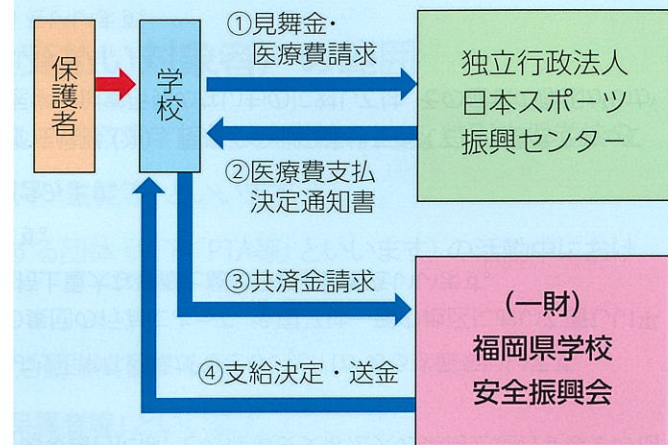 保護者
学校
①見舞金・
医療費請求
②医療費支払
決定通知書
独立行政法人
日本スポーツ
振興センター
③共済金請求
④支給決定・送金
(一財)
福岡県学校
安全振興会